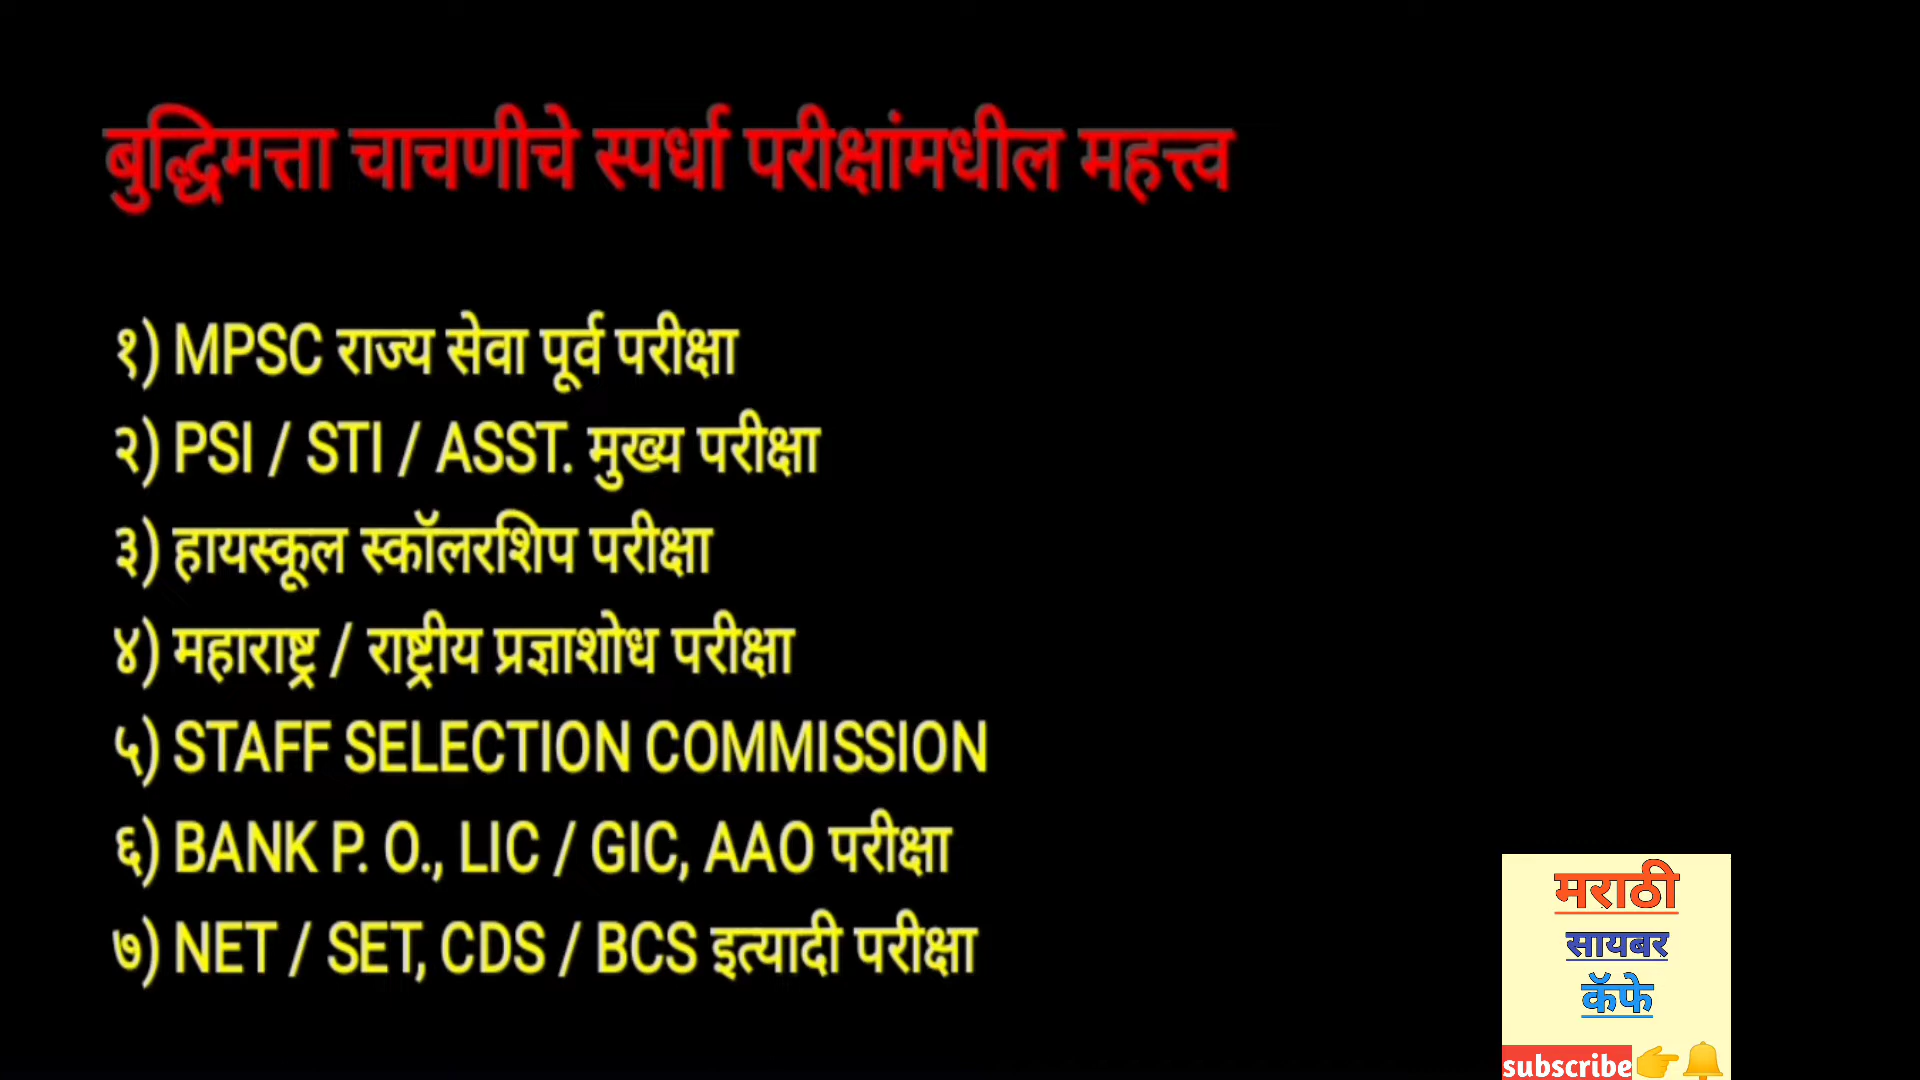 बुद्धिमत्ता चाचणीचे स्पर्धा परीक्षांमधील महत्त्व
१) MPSC राज्य सेवा पूर्व परीक्षा
२) PSI / STI / ASST. मुख्य परीक्षा
३) हायस्कूल स्कॉलरशिप परीक्षा
४) महाराष्ट्र / राष्ट्रीय प्रज्ञाशोध परीक्षा
५) STAFF SELECTION COMMISSION
६) BANK P. O., LIC / GIC, AAO परीक्षा
७) NET / SET, CDS / BCS इत्यादी परीक्षा
मराठी
सायबर
कॅफे
subscribe